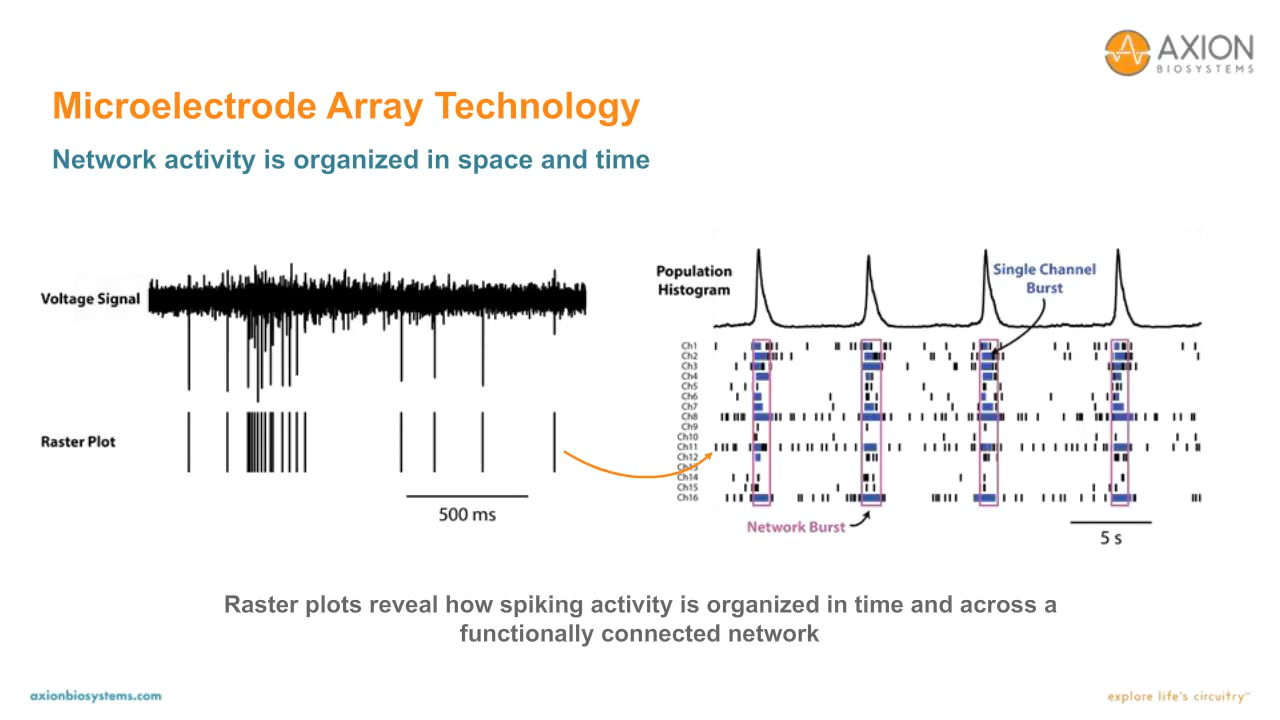 AXION
BIOSYSTEMS
Microelectrode Array Technology
Network activity is organized in space and time
Voltage Signal
Raster Plot
500 ms
Population
Histogram
Single Channel
Burst
Ch1
Ch2
Ch3
Ch4
Ch5
Ch6
Ch7
Ch8
Ch9
Ch10
Ch11
Ch12
Ch13
Ch14
Ch15
Ch16
Network Burst
5 s
Raster plots reveal how spiking activity is organized in time and across a
functionally connected network
axionbiosystems.com
explore life's circuitry™